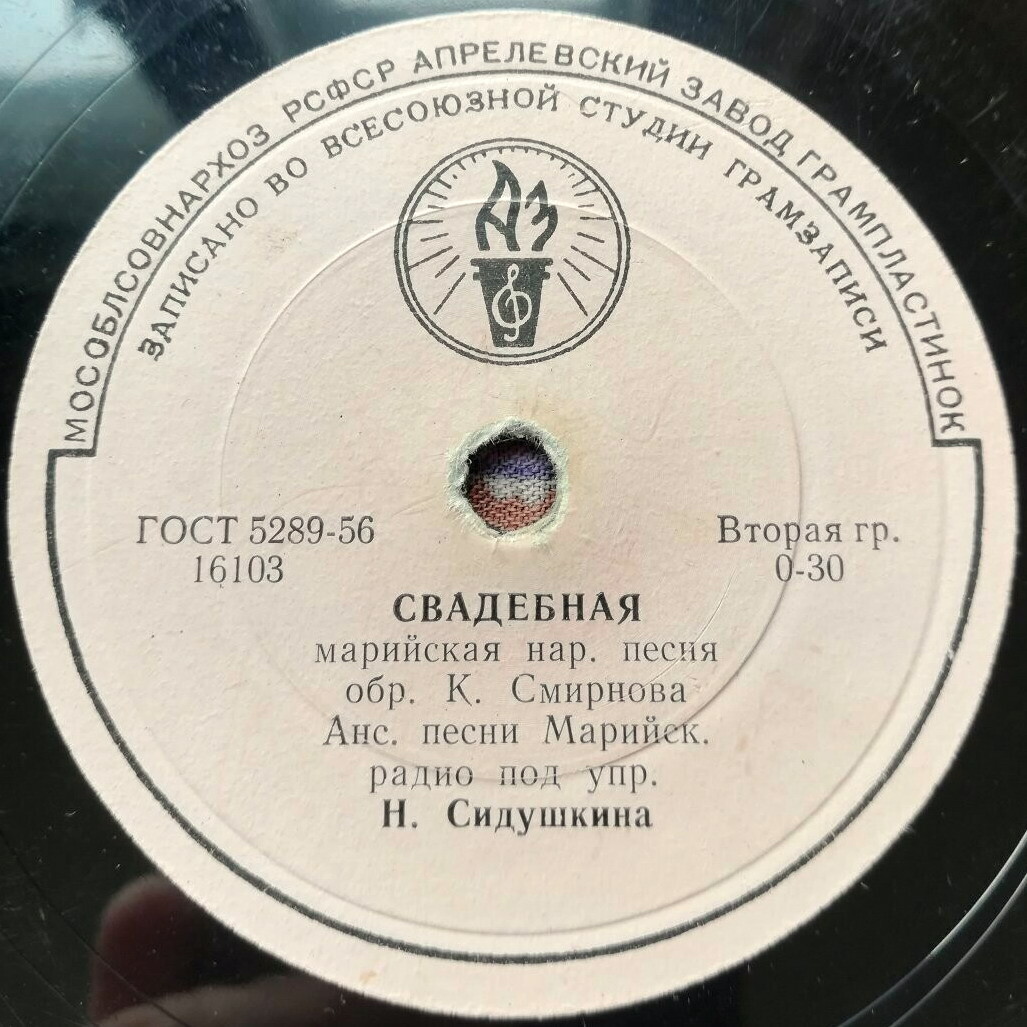 МОСОБЛСОВНАРХОЗ РСФСР АПРЕЛЕВСКИЙ ЗАВОД ГРАМПЛАСТИНОК
ЗАПИСАНО ВО ВСЕСОЮЗНОЙ СТУДИИ ГРАМЗАПИСИ
АЗ
ГОСТ 5289-56
16103
Вторая гр.
0-30
СВАДЕБНАЯ
марийская нар. песня
обр. К. Смирнова
Анс. песни Марийск.
радио под упр.
Н. Сидушкина